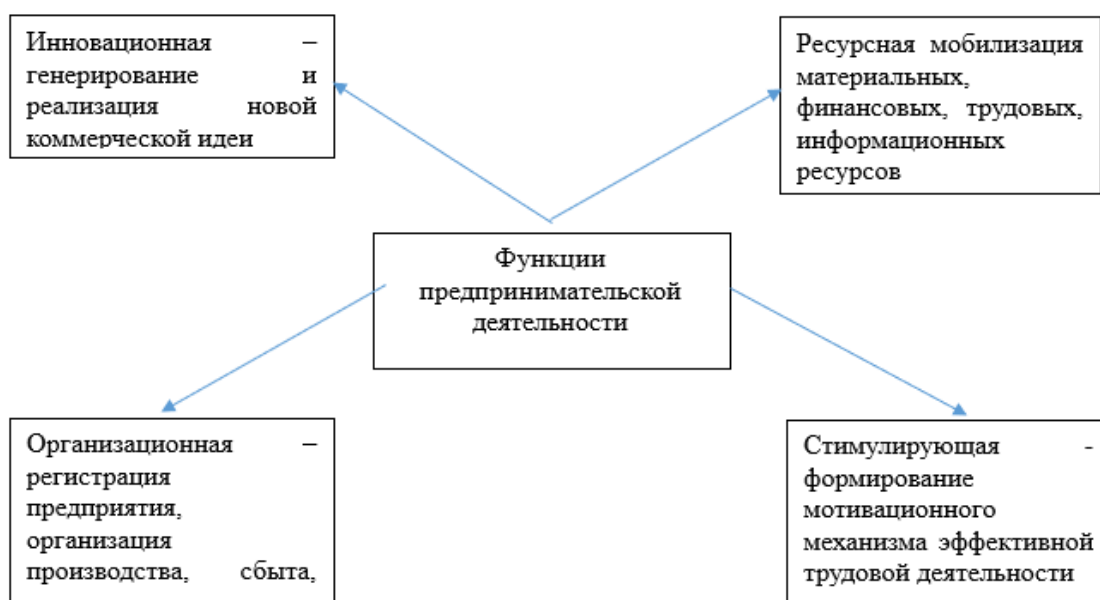 Инновационная –
генерирование и
реализация новой
коммерческой идеи
Ресурсная мобилизация
материальных,
финансовых, трудовых,
информационных
ресурсов
Функции
предпринимательской
деятельности
Организационная –
регистрация
предприятия,
организация
производства, сбыта,
Стимулирующая -
формирование
мотивационного
механизма эффективной
трудовой деятельности